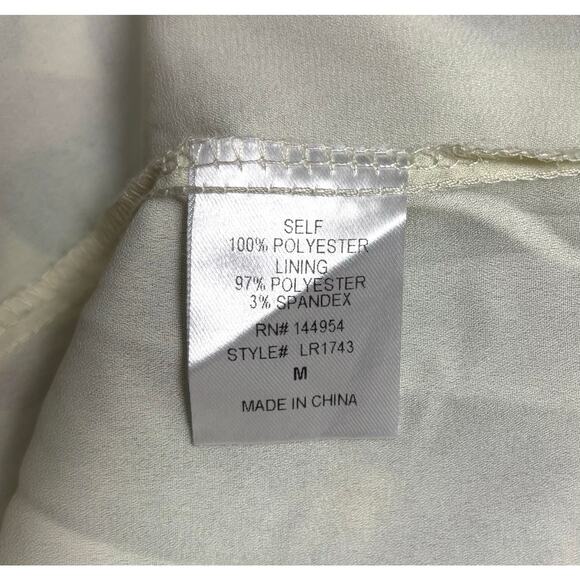 SELF
100% POLYESTER
LINING
97% POLYESTER
3% SPANDEX
RN# 144954
STYLE# LR1743
M
MADE IN CHINA